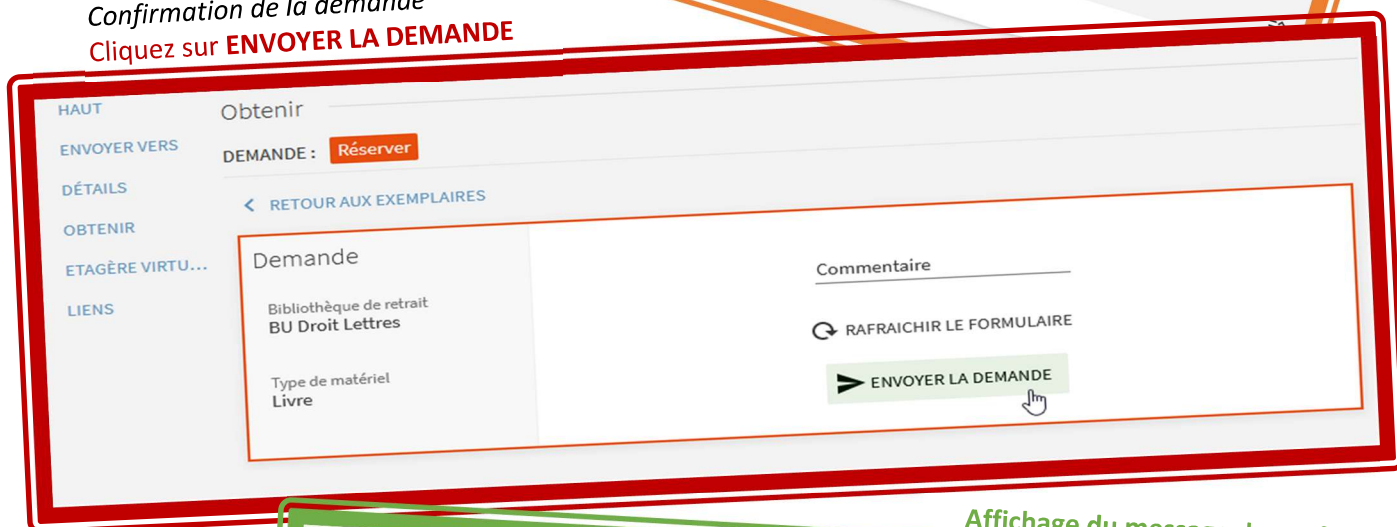 Confirmation de la demande
Cliquez sur ENVOYER LA DEMANDE
HAUT
ENVOYER VERS
DÉTAILS
OBTENIR
ETAGÈRE VIRTU...
LIENS
Obtenir
DEMANDE : Réserver
< RETOUR AUX EXEMPLAIRES
Demande
Bibliothèque de retrait
BU Droit Lettres
Type de matériel
Livre
Commentaire
RAFRAICHIR LE FORMULAIRE
ENVOYER LA DEMANDE
Affichage du message